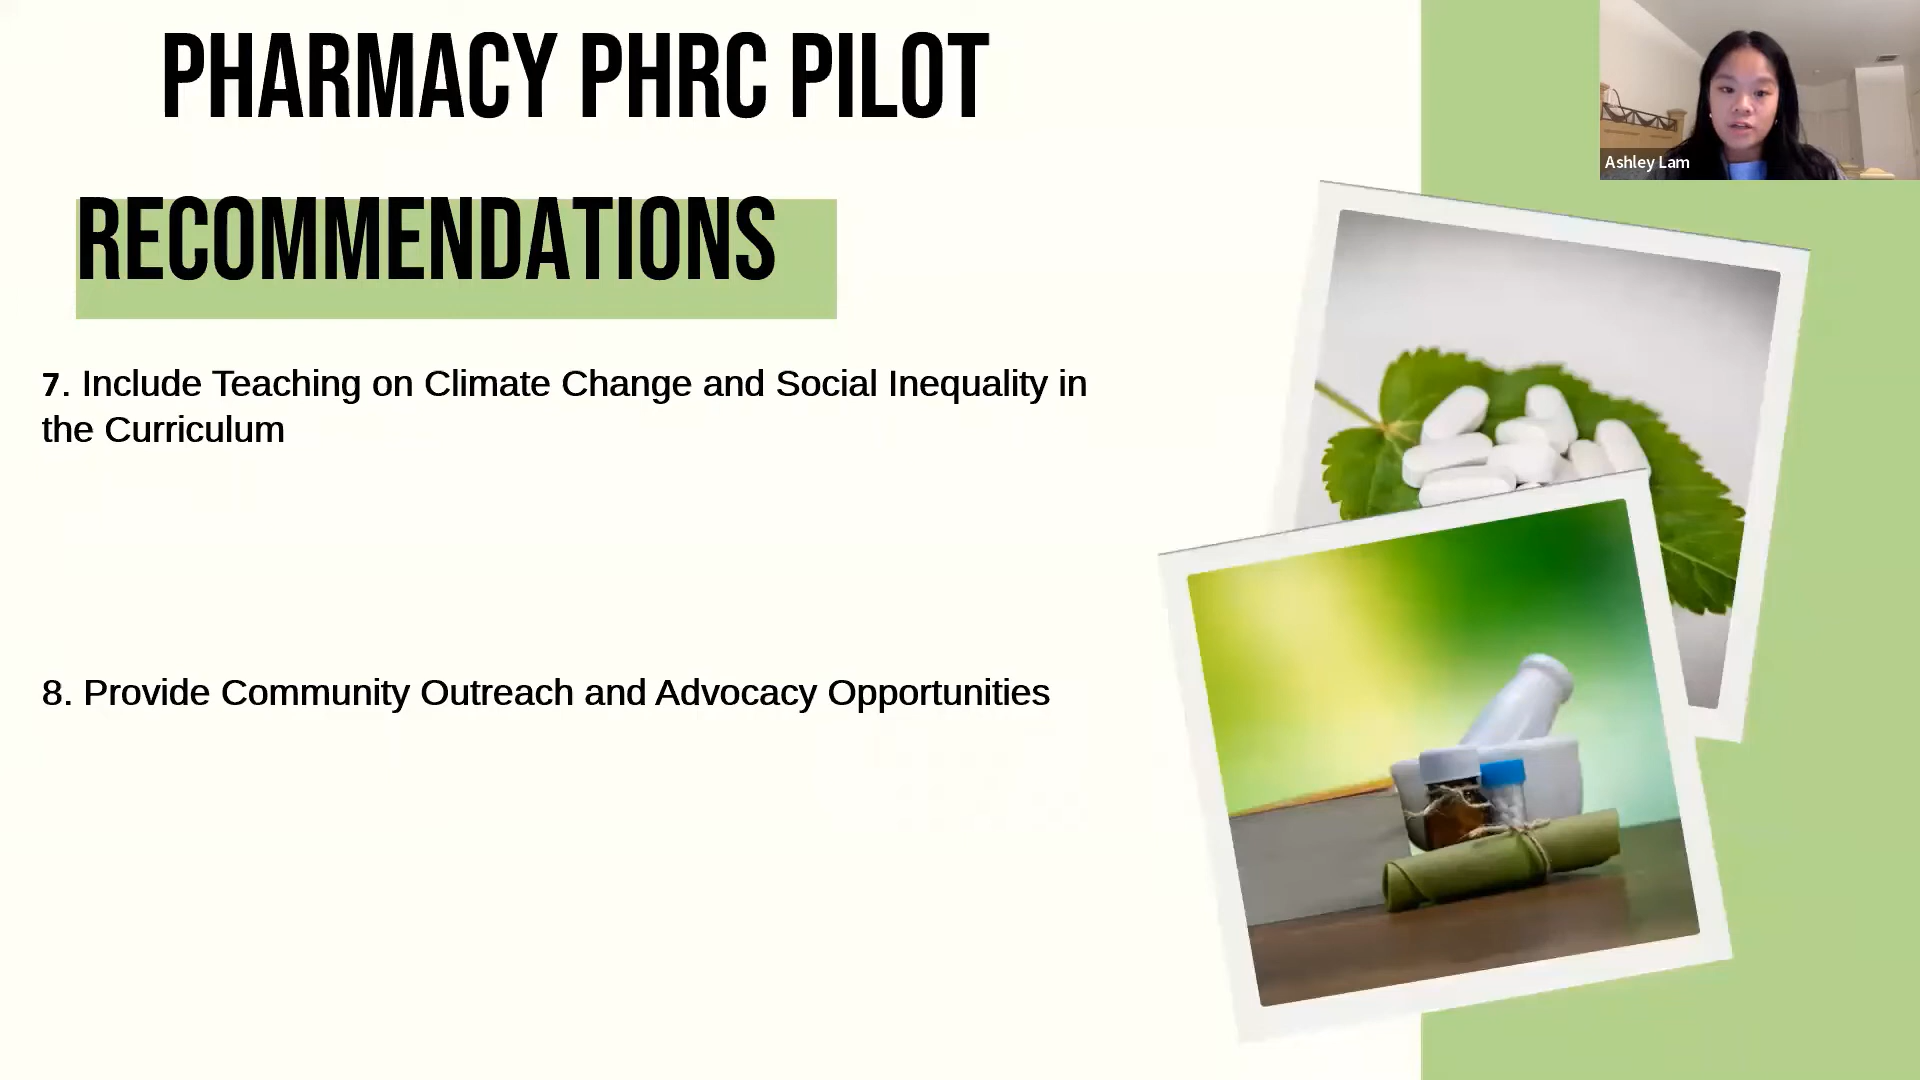 PHARMACY PHRC PILOT
RECOMMENDATIONS
7. Include Teaching on Climate Change and Social Inequality in
the Curriculum
8. Provide Community Outreach and Advocacy Opportunities
Ashley Lam